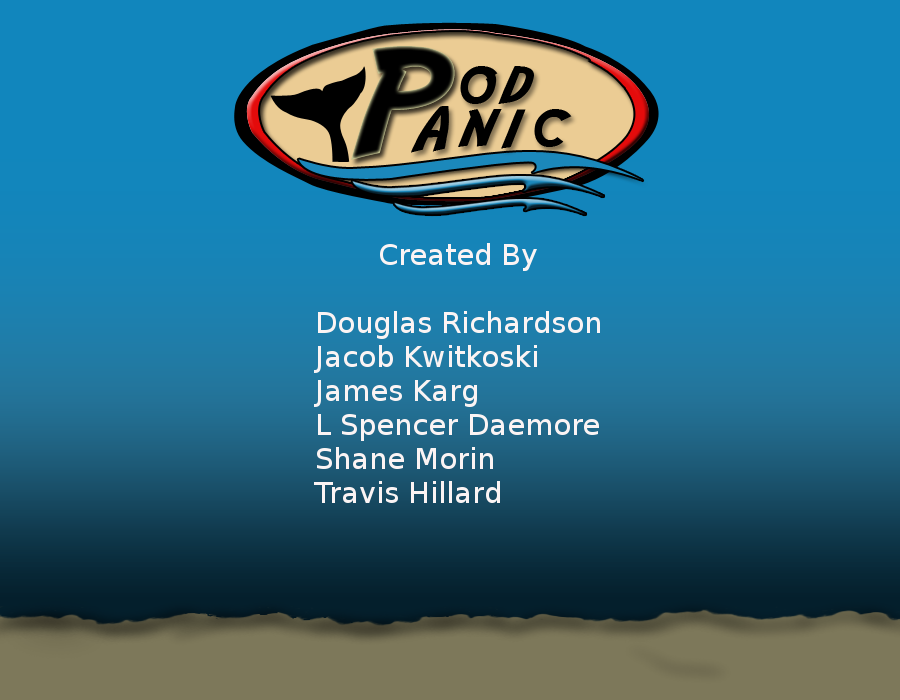 POD
PANIC
Created By
Douglas Richardson
Jacob Kwitkoski
James Karg
L Spencer Daemore
Shane Morin
Travis Hillard